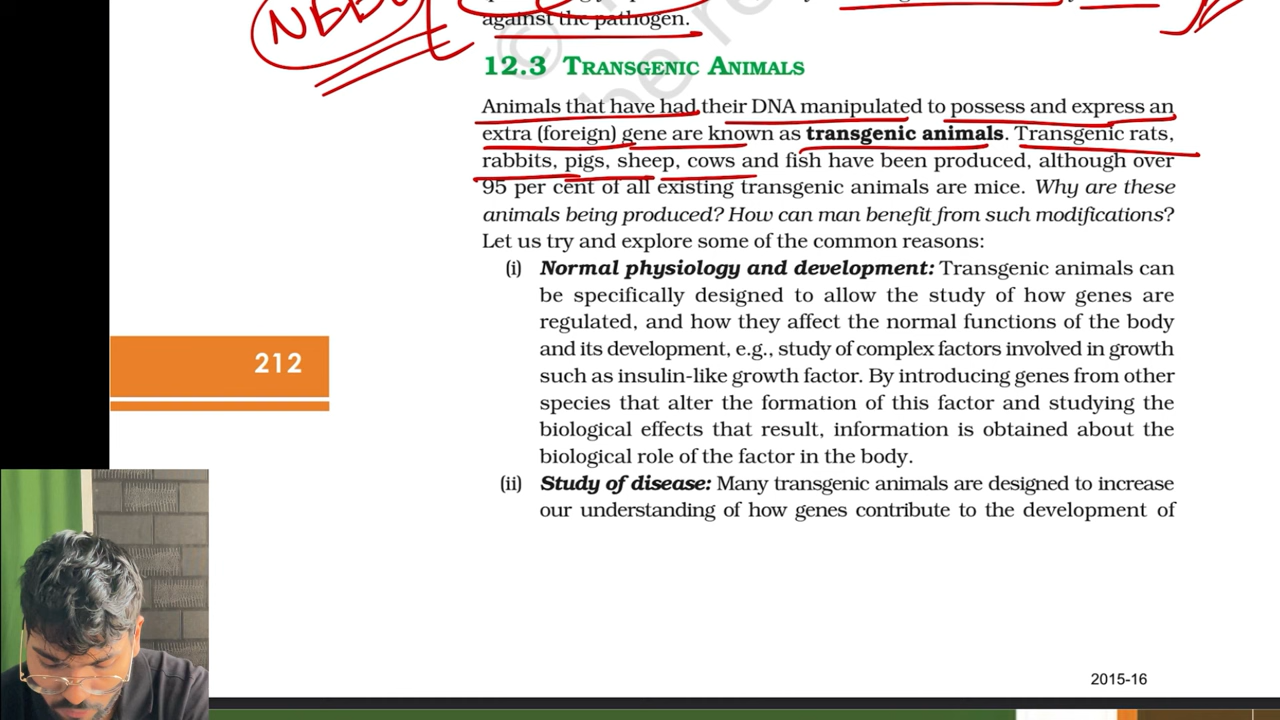 NEED
against the pathogen.
12.3 TRANSGENIC ANIMALS
Animals that have had their DNA manipulated to possess and express an
extra (foreign) gene are known as transgenic animals. Transgenic rats,
rabbits, pigs, sheep, cows and fish have been produced, although over
95 per cent of all existing transgenic animals are mice. Why are these
animals being produced? How can man benefit from such modifications?
Let us try and explore some of the common reasons:
(i) Normal physiology and development: Transgenic animals can
be specifically designed to allow the study of how genes are
regulated, and how they affect the normal functions of the body
and its development, e.g., study of complex factors involved in growth
such as insulin-like growth factor. By introducing genes from other
species that alter the formation of this factor and studying the
biological effects that result, information is obtained about the
biological role of the factor in the body.
212
(ii) Study of disease: Many transgenic animals are designed to increase
our understanding of how genes contribute to the development of
2015-16